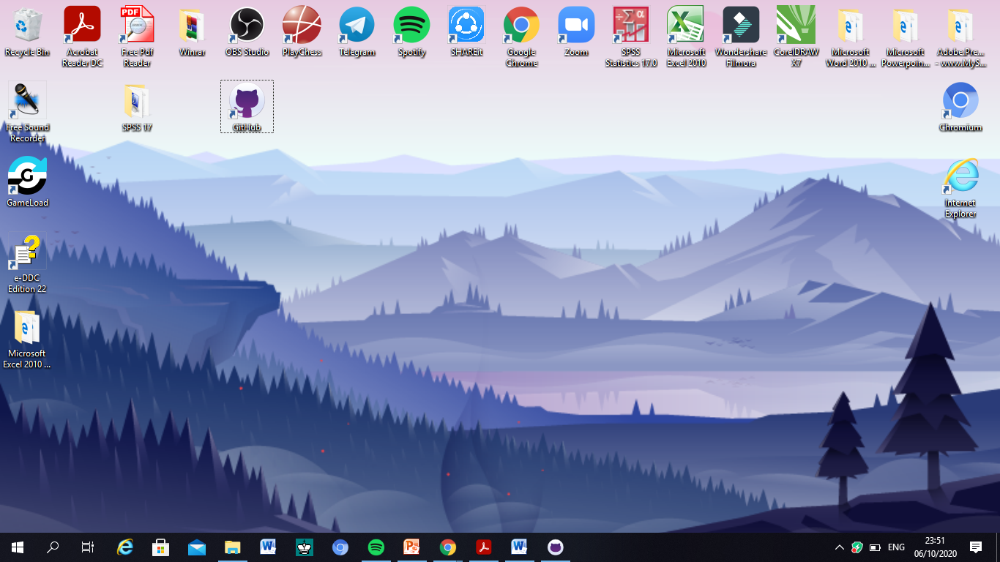 Recycle Bin
Acrobat
Reader DC
Free Pdf
Reader
Winrar
OBS Studio
PlayChess
Telegram
Spotify
SHAREit
Google
Chrome
Zoom
SPSS
Statistics 17.0
Microsoft
Excel 2010
Wondershare
Filmora
CorelDRAW
X7
Microsoft
Word 2010 ...
Microsoft
Powerpoin...
Adobe.Pre...
- www.MyS...
PDF
Free Sound
Recorder
SPSS 17
GitHub
Chromium
GameLoad
Internet
Explorer
e-DDC
Edition 22
Microsoft
Excel 2010 ...
ENG
23:51
06/10/2020